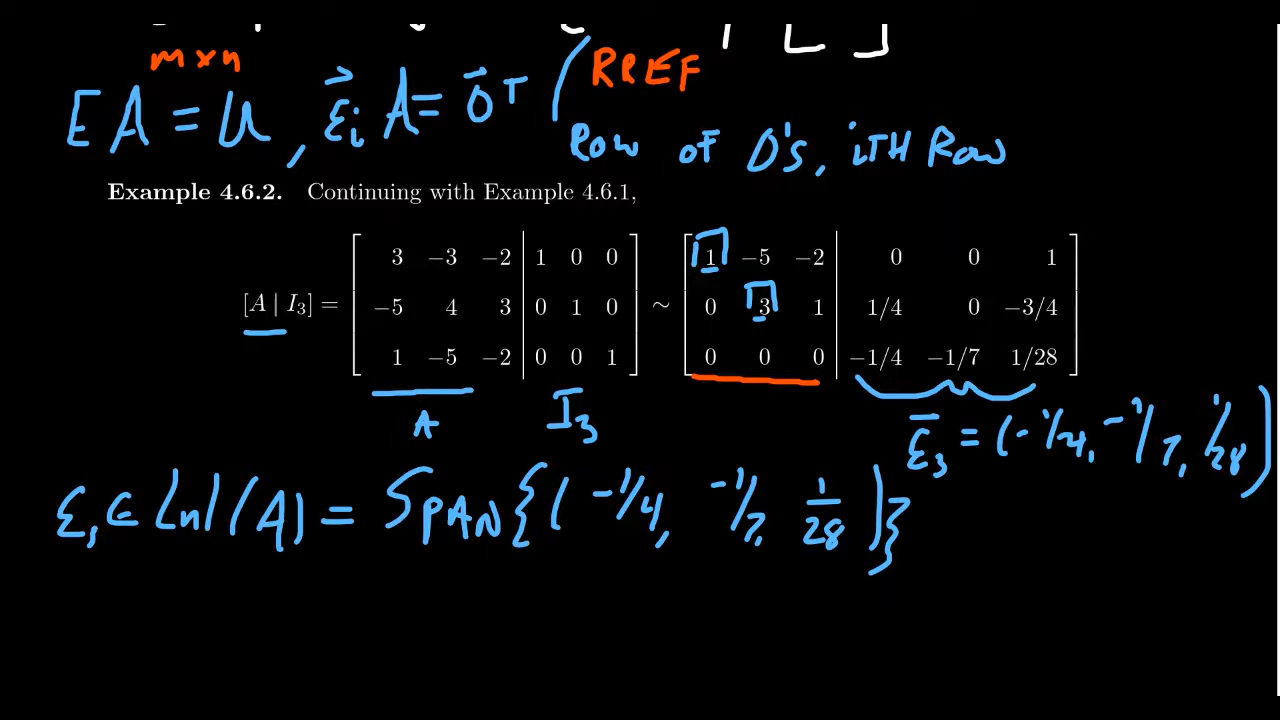 m × n
EA = U, ε⃗ᵢ A = 0̄ᵀ ( RREF
Row of 0's, iTH Row
Example 4.6.2. Continuing with Example 4.6.1,
[A | I₃] = [ 3 −3 −2 | 1 0 0 ] ~ [ 1 −5 −2 | 0 0 1 ]
[ −5 4 3 | 0 1 0 ] [ 0 3 1 | 1/4 0 −3/4 ]
[ 1 −5 −2 | 0 0 1 ] [ 0 0 0 | −1/4 −1/7 1/28 ]
A I₃ ε̄₃ = (−1/4, −1/7, 1/28)
εᵢ ∈ Lnl(A) = SPAN{(−1/4, −1/7, 1/28)}